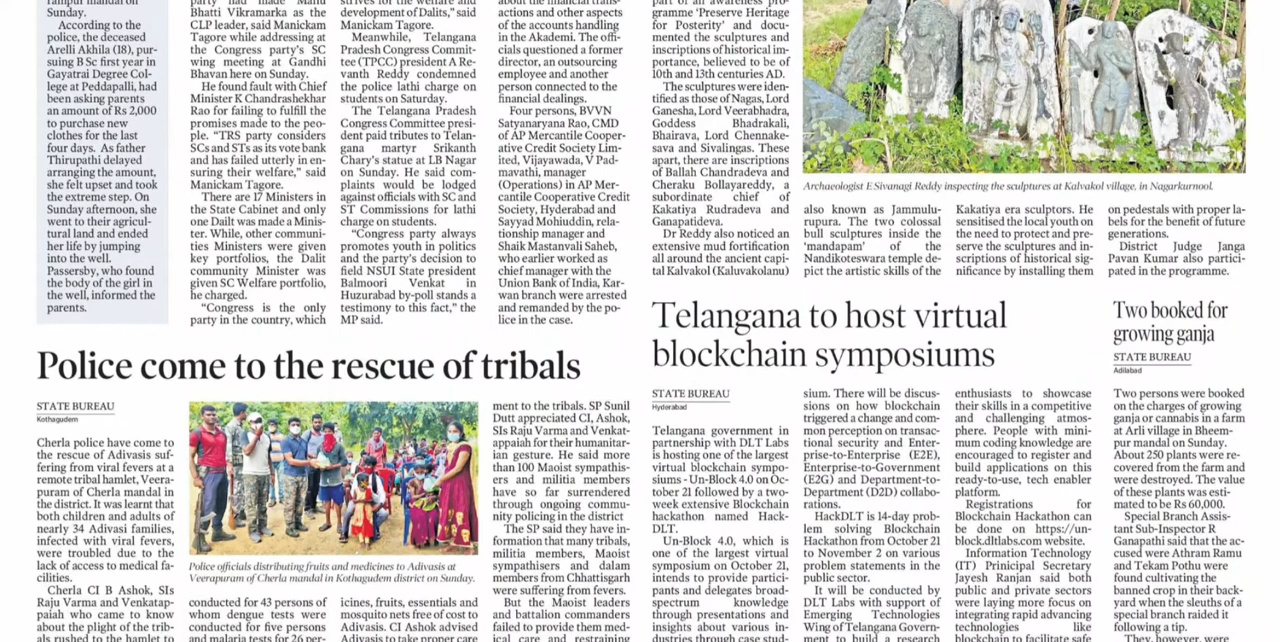 rampur mandal on
Sunday.
According to the
police, the deceased
Arelli Akhila (18), pur-
suing B Sc first year in
Gayatrai Degree Col-
lege at Peddapalli, had
been asking parents
an amount of Rs 2,000
to purchase new
clothes for the last
four days. As father
Thirupathi delayed
arranging the amount,
she felt upset and took
the extreme step. On
Sunday afternoon, she
went to their agricul-
tural land and ended
her life by jumping
into the well.
Passersby, who found
the body of the girl in
the well, informed the
parents.
party had made Mallu
Bhatti Vikramarka as the
CLP leader, said Manickam
Tagore while addressing at
the Congress party's SC
wing meeting at Gandhi
Bhavan here on Sunday.
He found fault with Chief
Minister K Chandrashekhar
Rao for failing to fulfill the
promises made to the peo-
ple. “TRS party considers
SCs and STs as its vote bank
and has failed utterly in en-
suring their welfare,” said
Manickam Tagore.
There are 17 Ministers in
the State Cabinet and only
one Dailt was made a Minis-
ter. While, other communi-
ties Ministers were given
key portfolios, the Dalit
community Minister was
given SC Welfare portfolio,
he charged.
“Congress is the only
party in the country, which
strives for the welfare and
development of Dalits,” said
Manickam Tagore.
Meanwhile, Telangana
Pradesh Congress Commit-
tee (TPCC) president A Re-
vanth Reddy condemned
the police lathi charge on
students on Saturday.
The Telangana Pradesh
Congress Committee presi-
dent paid tributes to Telan-
gana martyr Srikanth
Chary's statue at LB Nagar
on Sunday. He said com-
plaints would be lodged
against officials with SC and
ST Commissions for lathi
charge on students.
“Congress party always
promotes youth in politics
and the party's decision to
field NSUI State president
Balmoori Venkat in
Huzurabad by-poll stands a
testimony to this fact,” the
MP said.
about the financial trans-
actions and other aspects
of the accounts handling
in the Akademi. The offi-
cials questioned a former
director, an outsourcing
employee and another
person connected to the
financial dealings.
Four persons, BVVN
Satyanaryana Rao, CMD
of AP Mercantile Cooper-
ative Credit Society Lim-
ited, Vijayawada, V Pad-
mavathi, manager
(Operations) in AP Mer-
cantile Cooperative Credit
Society, Hyderabad and
Sayyad Mohiuddin, rela-
tionship manager and
Shaik Mastanvali Saheb,
who earlier worked as
chief manager with the
Union Bank of India, Kar-
wan branch were arrested
and remanded by the po-
lice in the case.
part of an awareness pro-
gramme ‘Preserve Heritage
for Posterity’ and docu-
mented the sculptures and
inscriptions of historical im-
portance, believed to be of
10th and 13th centuries AD.
The sculptures were iden-
tified as those of Nagas, Lord
Ganesha, Lord Veerabhadra,
Goddess Bhadrakali,
Bhairava, Lord Chennake-
sava and Sivalingas. These
apart, there are inscriptions
of Ballah Chandradeva and
Cheraku Bollayareddy, a
subordinate chief of
Kakatiya Rudradeva and
Ganapatideva.
Dr Reddy also noticed an
extensive mud fortification
all around the ancient capi-
tal Kalvakol (Kaluvakolanu)
Archaeologist E Sivanagi Reddy inspecting the sculptures at Kalvakol village, in Nagarkurnool.
also known as Jammulu-
rupura. The two colossal
bull sculptures inside the
‘mandapam’ of the
Nandikoteswara temple de-
pict the artistic skills of the
Kakatiya era sculptors. He
sensitised the local youth on
the need to protect and pre-
serve the sculptures and in-
scriptions of historical sig-
nificance by installing them
on pedestals with proper la-
bels for the benefit of future
generations.
District Judge Janga
Pavan Kumar also partici-
pated in the programme.
Police come to the rescue of tribals
STATE BUREAU
Kothagudem
Cherla police have come to
the rescue of Adivasis suf-
fering from viral fevers at a
remote tribal hamlet, Veera-
puram of Cherla mandal in
the district. It was learnt that
both children and adults of
nearly 34 Adivasi families,
infected with viral fevers,
were troubled due to the
lack of access to medical fa-
cilities.
Cherla CI B Ashok, SIs
Raju Varma and Venkatap-
paiah who came to know
about the plight of the trib-
als rushed to the hamlet to
Police officials distributing fruits and medicines to Adivasis at
Veerapuram of Cherla mandal in Kothagudem district on Sunday.
conducted for 43 persons of
whom dengue tests were
conducted for five persons
and malaria tests for 26 per-
icines, fruits, essentials and
mosquito nets free of cost to
Adivasis. CI Ashok advised
Adivasis to take proper care
ment to the tribals. SP Sunil
Dutt appreciated CI, Ashok,
SIs Raju Varma and Venkat-
appaiah for their humanitar-
ian gesture. He said more
than 100 Maoist sympathis-
ers and militia members
have so far surrendered
through ongoing commu-
nity policing in the district
The SP said they have in-
formation that many tribals,
militia members, Maoist
sympathisers and dalam
members from Chhattisgarh
were suffering from fevers.
But the Maoist leaders
and battalion commanders
failed to provide them med-
ical care and restraining
Telangana to host virtual
blockchain symposiums
STATE BUREAU
Hyderabad
Telangana government in
partnership with DLT Labs
is hosting one of the largest
virtual blockchain sympo-
siums - Un-Block 4.0 on Oc-
tober 21 followed by a two-
week extensive Blockchain
hackathon named Hack-
DLT.
Un-Block 4.0, which is
one of the largest virtual
symposium on October 21,
intends to provide partici-
pants and delegates broad-
spectrum knowledge
through presentations and
insights about various in-
dustries through case stud-
sium. There will be discus-
sions on how blockchain
triggered a change and com-
mon perception on transac-
tional security and Enter-
prise-to-Enterprise (E2E),
Enterprise-to-Government
(E2G) and Department-to-
Department (D2D) collabo-
rations.
HackDLT is 14-day prob-
lem solving Blockchain
Hackathon from October 21
to November 2 on various
problem statements in the
public sector.
It will be conducted by
DLT Labs with support of
Emerging Technologies
Wing of Telangana Govern-
ment to build a research
enthusiasts to showcase
their skills in a competitive
and challenging atmos-
phere. People with mini-
mum coding knowledge are
encouraged to register and
build applications on this
ready-to-use, tech enabler
platform.
Registrations for
Blockchain Hackathon can
be done on https://un-
block.dltlabs.com website.
Information Technology
(IT) Prinicipal Secretary
Jayesh Ranjan said both
public and private sectors
were laying more focus on
integrating rapid advancing
technologies like
blockchain to facilitate safe
Two booked for
growing ganja
STATE BUREAU
Adilabad
Two persons were booked
on the charges of growing
ganja or cannabis in a farm
at Arli village in Bheem-
pur mandal on Sunday.
About 250 plants were re-
covered from the farm and
were destroyed. The value
of these plants was esti-
mated to be Rs 60,000.
Special Branch Assis-
tant Sub-Inspector R
Ganapathi said that the ac-
cused were Athram Ramu
and Tekam Pothu were
found cultivating the
banned crop in their back-
yard when the sleuths of a
special branch raided it
following a tip.
They, however, were